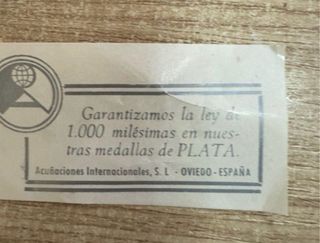 Garantizamos la ley de
1.000 milésimas en nues-
tras medallas de PLATA.
Acuñaciones Internacionales, S. L - OVIEDO - ESPAÑA